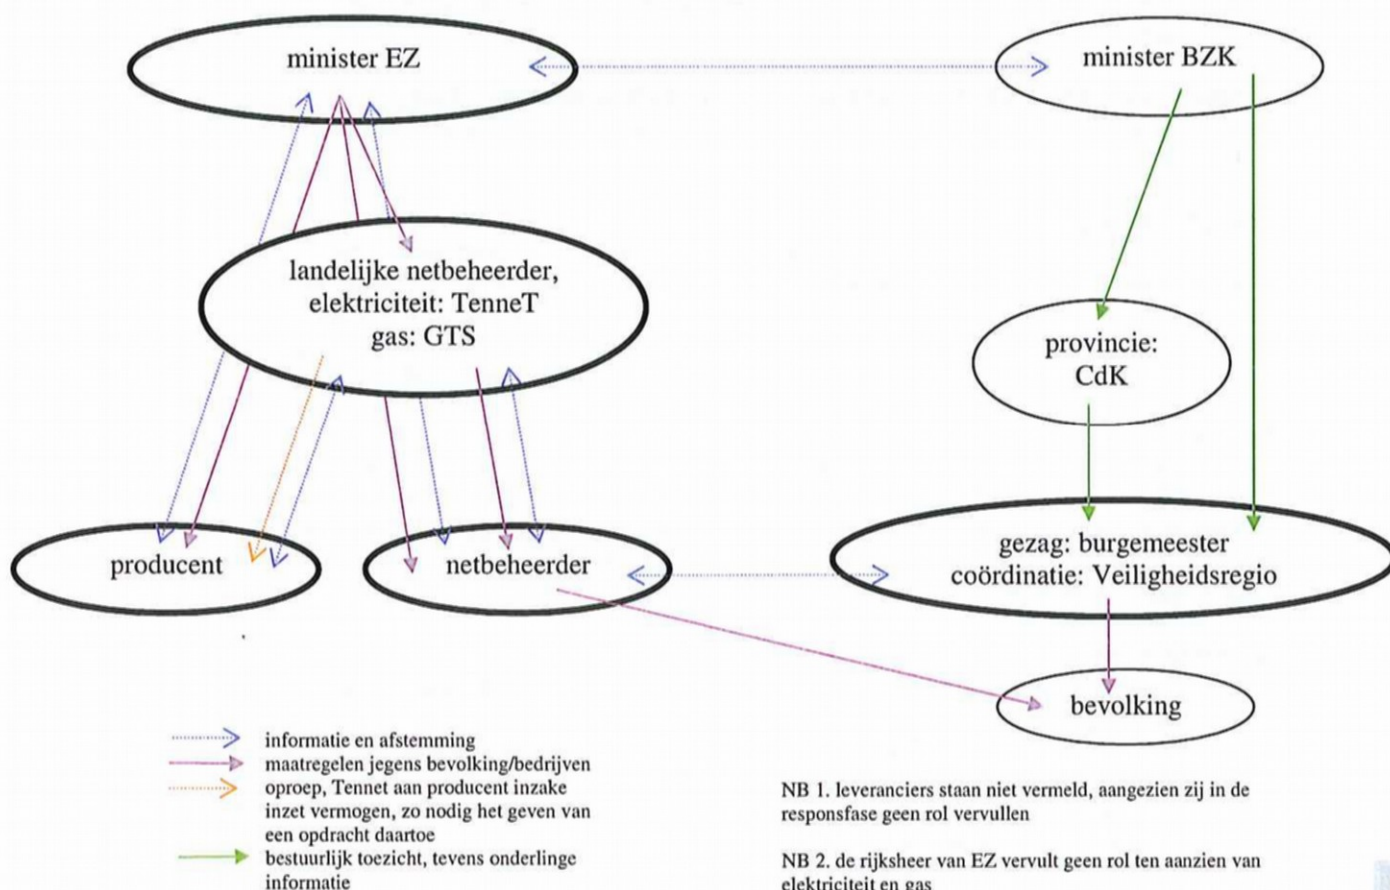 minister EZ
minister BZK
landelijke netbeheerder,
elektriciteit: TenneT
gas: GTS
provincie:
CdK
producent
netbeheerder
gezag: burgemeester
coördinatie: Veiligheidsregio
bevolking
informatie en afstemming
maatregelen jegens bevolking/bedrijven
oproep, Tennet aan producent inzake
inzet vermogen, zo nodig het geven van
een opdracht daartoe
bestuurlijk toezicht, tevens onderlinge
informatie
NB 1. leveranciers staan niet vermeld, aangezien zij in de
responsfase geen rol vervullen
NB 2. de rijksheer van EZ vervult geen rol ten aanzien van
elektriciteit en gas